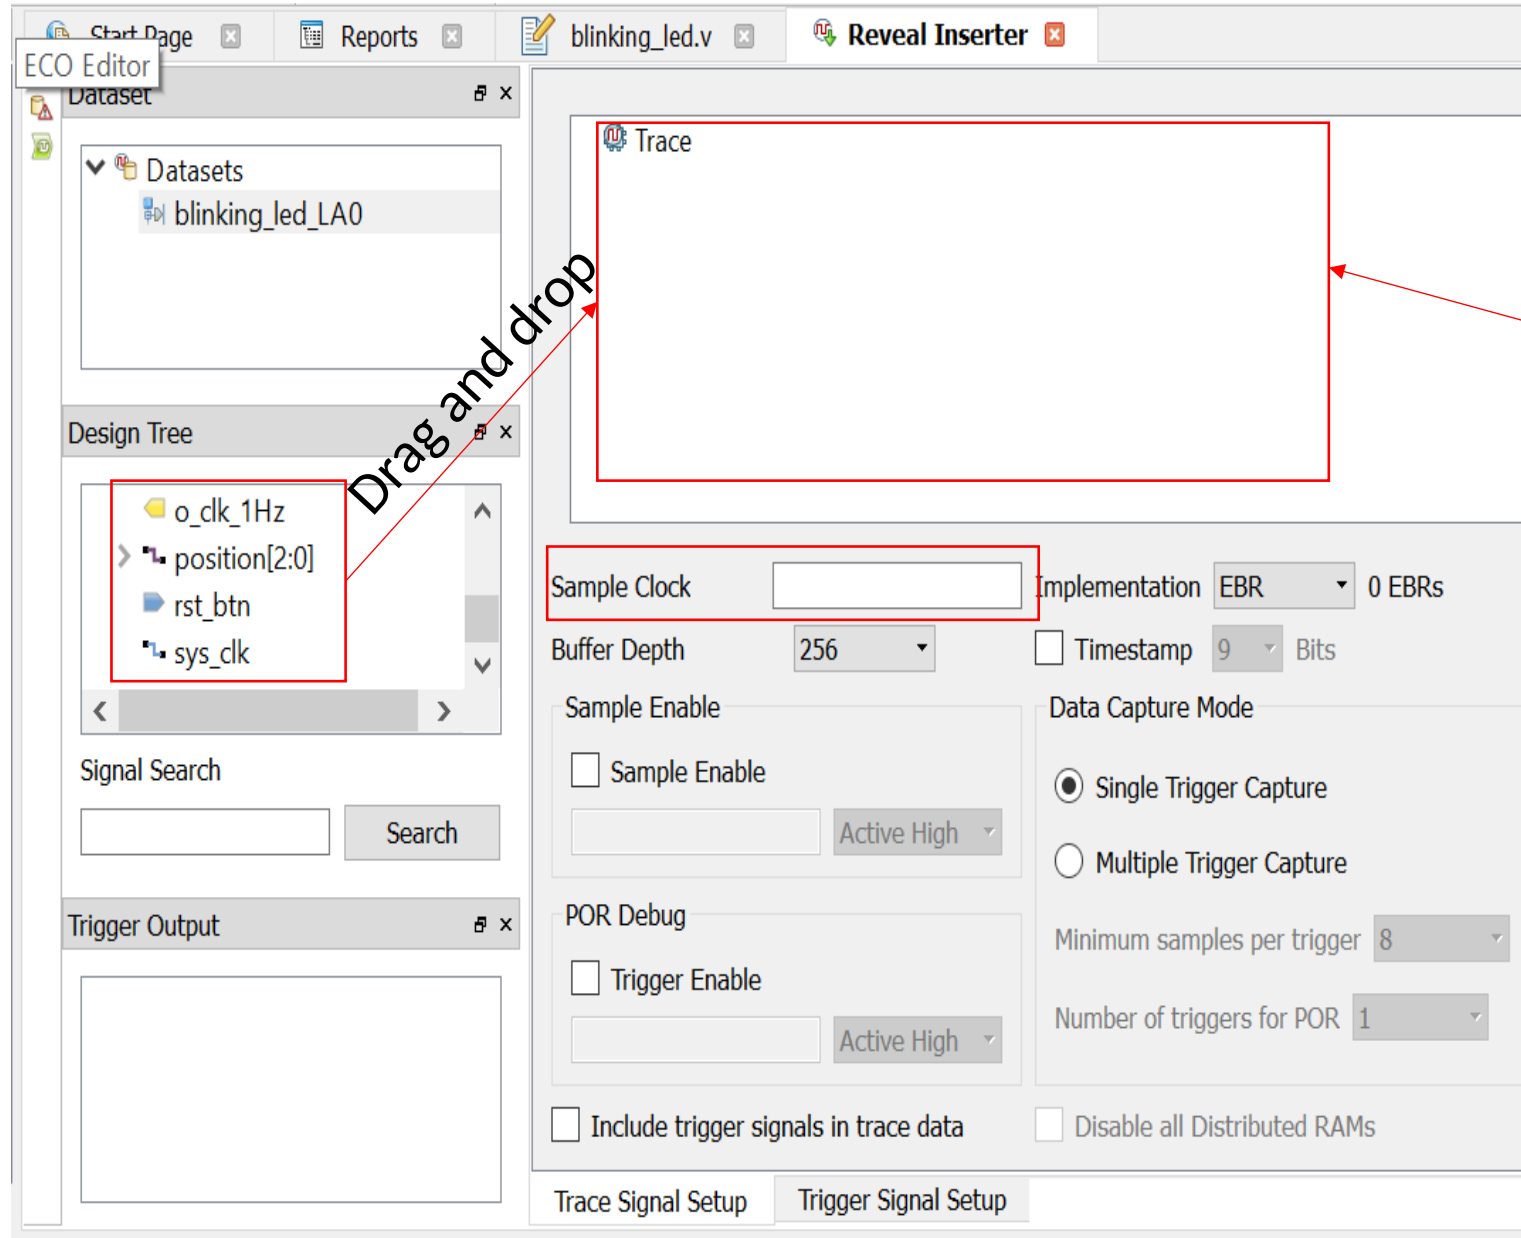 Start Page
Reports
blinking_led.v
Reveal Inserter
ECO Editor
Dataset
Datasets
blinking_led_LA0
Trace
Drag and drop
Design Tree
o_clk_1Hz
position[2:0]
rst_btn
sys_clk
Signal Search
Search
Trigger Output
Sample Clock
Implementation EBR 0 EBRs
Buffer Depth 256
Timestamp 9 Bits
Sample Enable
Sample Enable
Active High
Data Capture Mode
Single Trigger Capture
Multiple Trigger Capture
Minimum samples per trigger 8
Number of triggers for POR 1
POR Debug
Trigger Enable
Active High
Include trigger signals in trace data
Disable all Distributed RAMs
Trace Signal Setup
Trigger Signal Setup